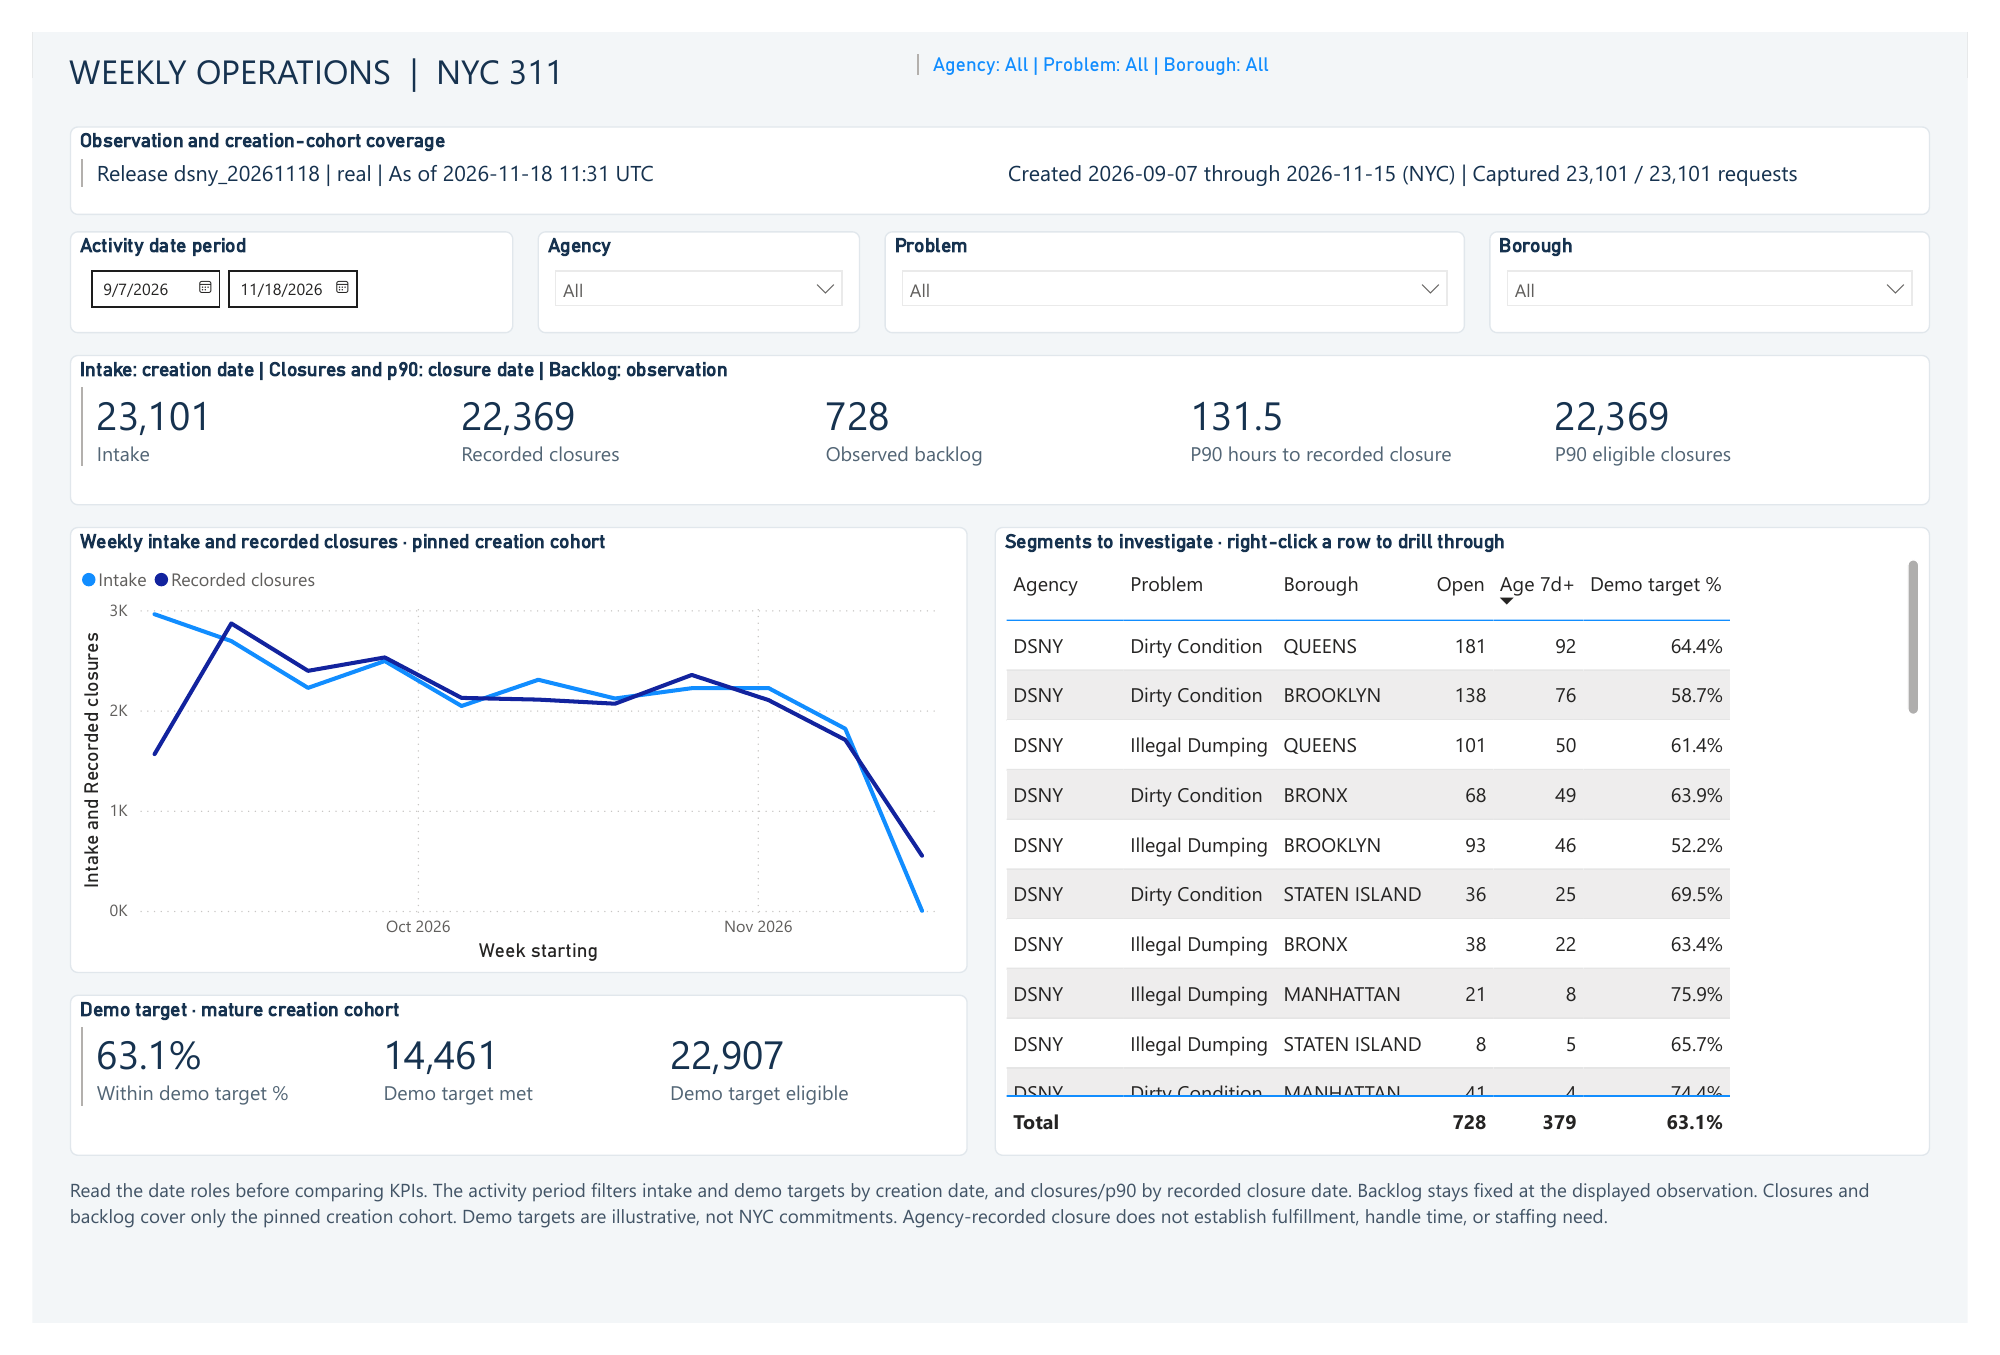 WEEKLY OPERATIONS | NYC 311
Agency: All | Problem: All | Borough: All
Observation and creation-cohort coverage
Release dsny_20261118 | real | As of 2026-11-18 11:31 UTC
Created 2026-09-07 through 2026-11-15 (NYC) | Captured 23,101 / 23,101 requests
Activity date period
9/7/2026 11/18/2026
Agency
All
Problem
All
Borough
All
Intake: creation date | Closures and p90: closure date | Backlog: observation
23,101 22,369 728 131.5 22,369
Intake Recorded closures Observed backlog P90 hours to recorded closure P90 eligible closures
Weekly intake and recorded closures · pinned creation cohort
Intake Recorded closures
Intake and Recorded closures
3K
2K
1K
0K
Oct 2026 Nov 2026
Week starting
Demo target · mature creation cohort
63.1% 14,461 22,907
Within demo target % Demo target met Demo target eligible
Segments to investigate · right-click a row to drill through
Agency Problem Borough Open Age 7d+ Demo target %
DSNY Dirty Condition QUEENS 181 92 64.4%
DSNY Dirty Condition BROOKLYN 138 76 58.7%
DSNY Illegal Dumping QUEENS 101 50 61.4%
DSNY Dirty Condition BRONX 68 49 63.9%
DSNY Illegal Dumping BROOKLYN 93 46 52.2%
DSNY Dirty Condition STATEN ISLAND 36 25 69.5%
DSNY Illegal Dumping BRONX 38 22 63.4%
DSNY Illegal Dumping MANHATTAN 21 8 75.9%
DSNY Illegal Dumping STATEN ISLAND 8 5 65.7%
DSNY Dirty Condition MANHATTAN 41 4 74.4%
Total 728 379 63.1%
Read the date roles before comparing KPIs. The activity period filters intake and demo targets by creation date, and closures/p90 by recorded closure date. Backlog stays fixed at the displayed observation. Closures and
backlog cover only the pinned creation cohort. Demo targets are illustrative, not NYC commitments. Agency-recorded closure does not establish fulfillment, handle time, or staffing need.